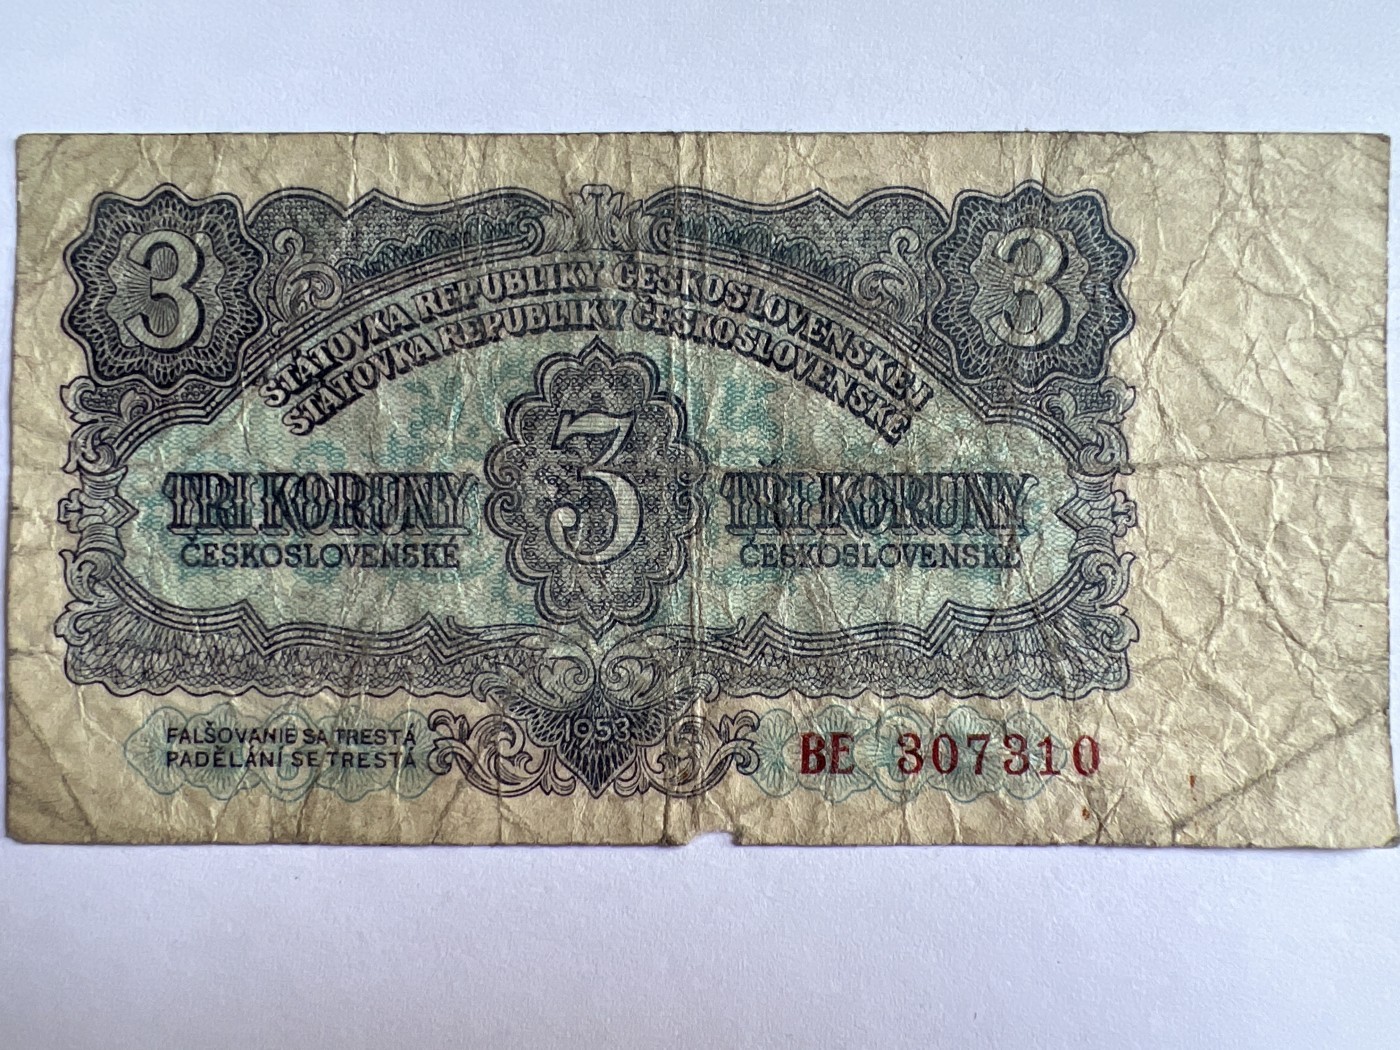 3 3
STÁTOVKA REPUBLIKY ČESKOSLOVENSKEJ
STÁTOVKA REPUBLIKY ČESKOSLOVENSKÉ
3
TRI KORUNY
ČESKOSLOVENSKÉ
TŘI KORUNY
ČESKOSLOVENSKÉ
FALŠOVANIE SA TRESTÁ
PADĚLÁNÍ SE TRESTÁ
1953
BE 307310